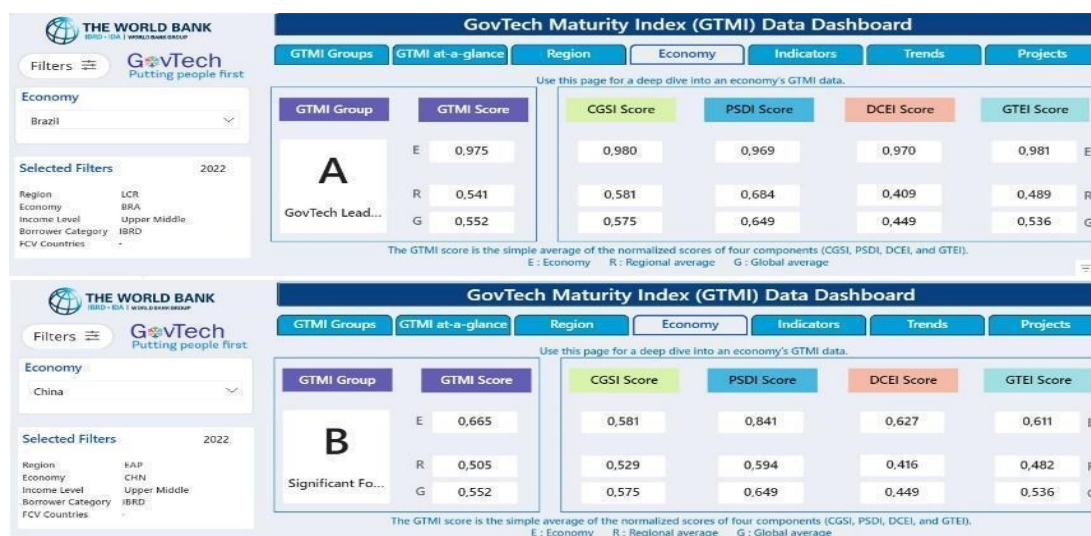 THE WORLD BANK
IBRD • IDA | WORLD BANK GROUP
Filters
GovTech
Putting people first
Economy
Brazil
Selected Filters 2022
Region LCR
Economy BRA
Income Level Upper Middle
Borrower Category IBRD
FCV Countries -
GovTech Maturity Index (GTMI) Data Dashboard
GTMI Groups GTMI at-a-glance Region Economy Indicators Trends Projects
Use this page for a deep dive into an economy's GTMI data.
GTMI Group GTMI Score CGSI Score PSDI Score DCEI Score GTEI Score
A
GovTech Lead...
E 0,975 0,980 0,969 0,970 0,981 E
R 0,541 0,581 0,684 0,409 0,489 R
G 0,552 0,575 0,649 0,449 0,536 G
The GTMI score is the simple average of the normalized scores of four components (CGSI, PSDI, DCEI, and GTEI).
E : Economy R : Regional average G : Global average
THE WORLD BANK
IBRD • IDA | WORLD BANK GROUP
Filters
GovTech
Putting people first
Economy
China
Selected Filters 2022
Region EAP
Economy CHN
Income Level Upper Middle
Borrower Category IBRD
FCV Countries -
GovTech Maturity Index (GTMI) Data Dashboard
GTMI Groups GTMI at-a-glance Region Economy Indicators Trends Projects
Use this page for a deep dive into an economy's GTMI data.
GTMI Group GTMI Score CGSI Score PSDI Score DCEI Score GTEI Score
B
Significant Fo...
E 0,665 0,581 0,841 0,627 0,611 E
R 0,505 0,529 0,594 0,416 0,482 R
G 0,552 0,575 0,649 0,449 0,536 G
The GTMI score is the simple average of the normalized scores of four components (CGSI, PSDI, DCEI, and GTEI).
E : Economy R : Regional average G : Global average